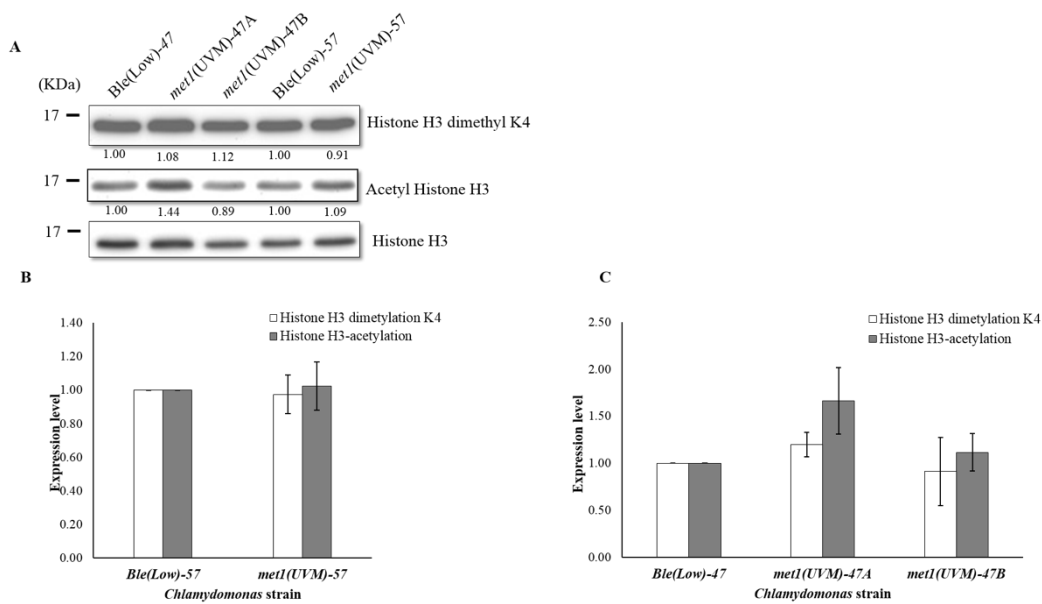 A
Ble(Low)-47
met1(UVM)-47A
met1(UVM)-47B
Ble(Low)-57
met1(UVM)-57
(KDa)
17
Histone H3 dimethyl K4
1.00 1.08 1.12 1.00 0.91
17
Acetyl Histone H3
1.00 1.44 0.89 1.00 1.09
17
Histone H3
B
Histone H3 dimetylation K4
Histone H3-acetylation
1.40
1.20
1.00
0.80
0.60
0.40
0.20
0.00
Expression level
Ble(Low)-57 met1(UVM)-57
Chlamydomonas strain
C
Histone H3 dimetylation K4
Histone H3-acetylation
2.50
2.00
1.50
1.00
0.50
0.00
Expression level
Ble(Low)-47 met1(UVM)-47A met1(UVM)-47B
Chlamydomonas strain